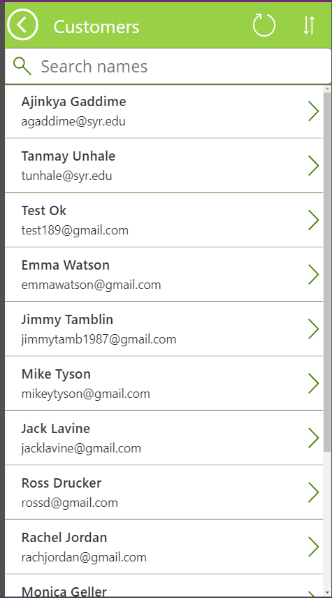 Customers
Search names
Ajinkya Gaddime
agaddime@syr.edu
Tanmay Unhale
tunhale@syr.edu
Test Ok
test189@gmail.com
Emma Watson
emmawatson@gmail.com
Jimmy Tamblin
jimmytamb1987@gmail.com
Mike Tyson
mikeytyson@gmail.com
Jack Lavine
jacklavine@gmail.com
Ross Drucker
rossd@gmail.com
Rachel Jordan
rachjordan@gmail.com
Monica Geller